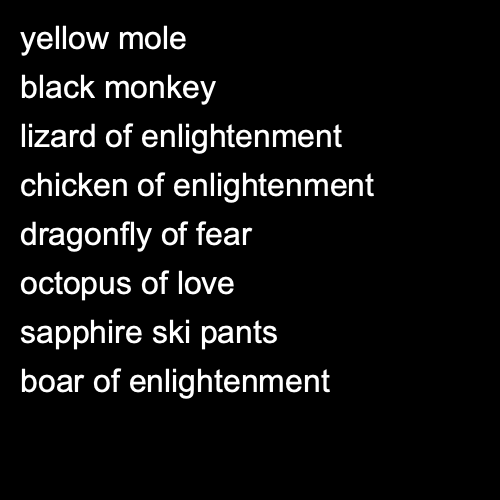 yellow mole
black monkey
lizard of enlightenment
chicken of enlightenment
dragonfly of fear
octopus of love
sapphire ski pants
boar of enlightenment